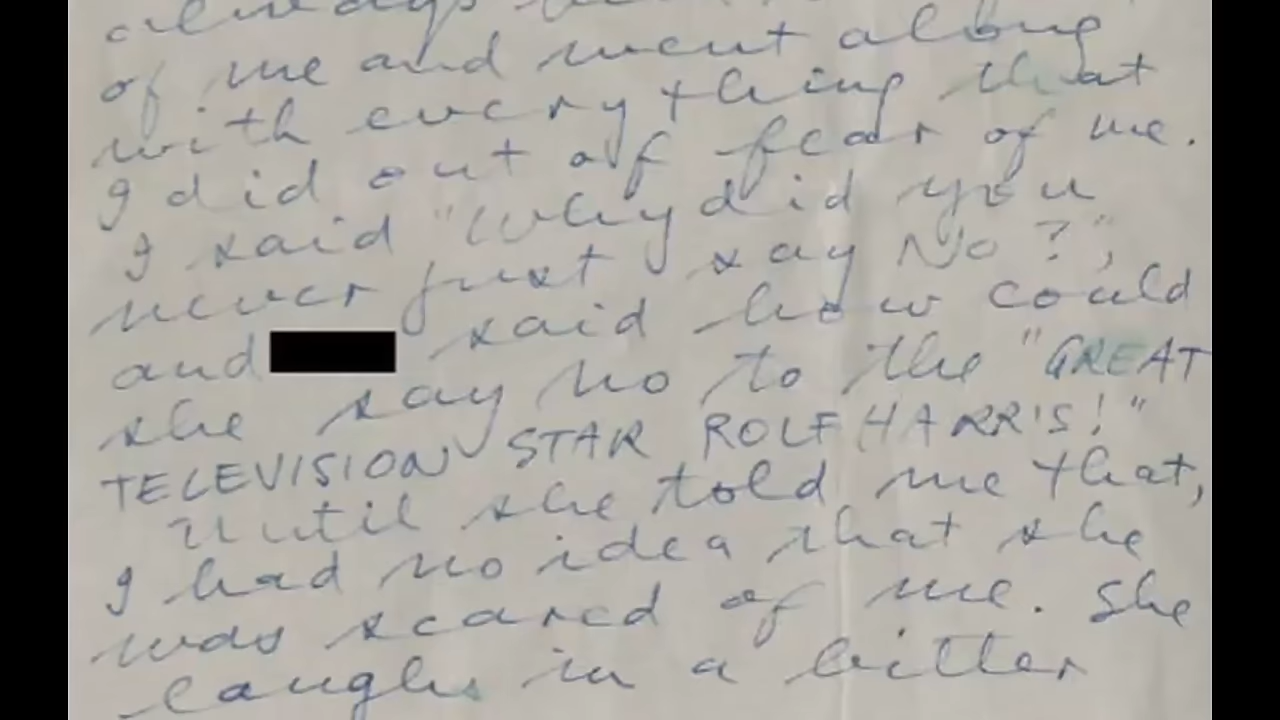 always
of me and went along
with everything that
I did out of fear of me.
I said "Why did you
never just say No?",
and said how could
she say no to the "GREAT
TELEVISION STAR ROLF HARRIS!"
Until she told me that,
I had no idea that she
was scared of me. She
laughs in a bitter